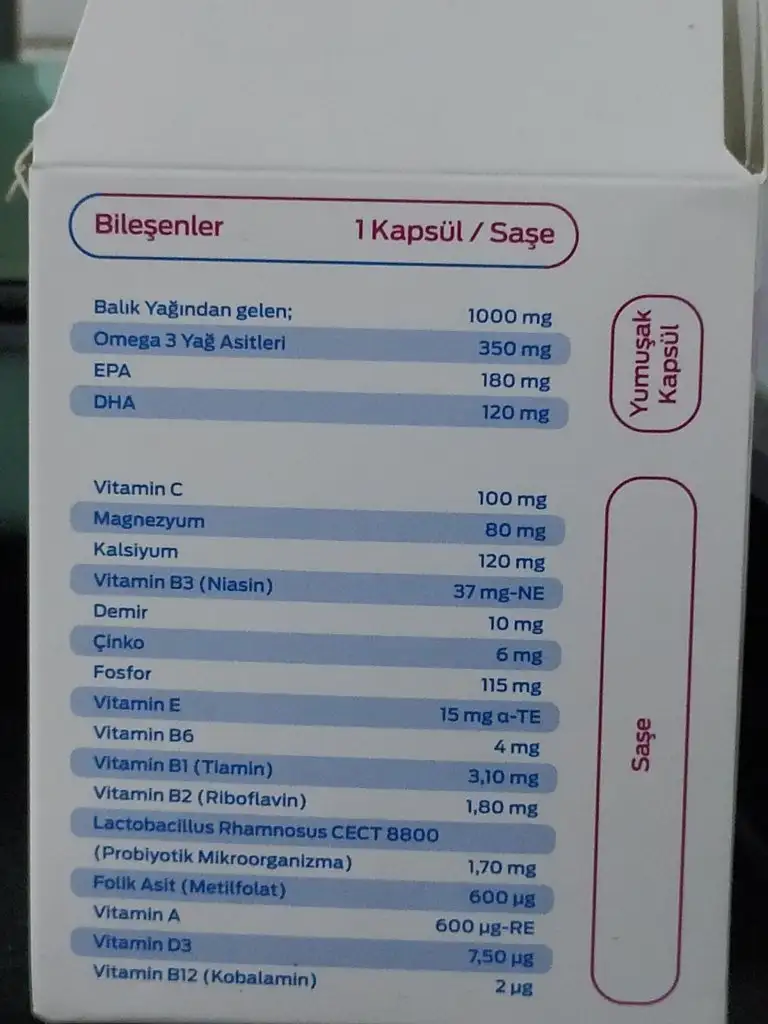 Bileşenler 1 Kapsül / Saşe
Balık Yağından gelen; 1000 mg
Omega 3 Yağ Asitleri 350 mg
EPA 180 mg
DHA 120 mg
Yumuşak
Kapsül
Vitamin C 100 mg
Magnezyum 80 mg
Kalsiyum 120 mg
Vitamin B3 (Niasin) 37 mg-NE
Demir 10 mg
Çinko 6 mg
Fosfor 115 mg
Vitamin E 15 mg α-TE
Vitamin B6 4 mg
Vitamin B1 (Tiamin) 3,10 mg
Vitamin B2 (Riboflavin) 1,80 mg
Lactobacillus Rhamnosus CECT 8800
(Probiyotik Mikroorganizma) 1,70 mg
Folik Asit (Metilfolat) 600 µg
Vitamin A 600 µg-RE
Vitamin D3 7,50 µg
Vitamin B12 (Kobalamin) 2 µg
Saşe